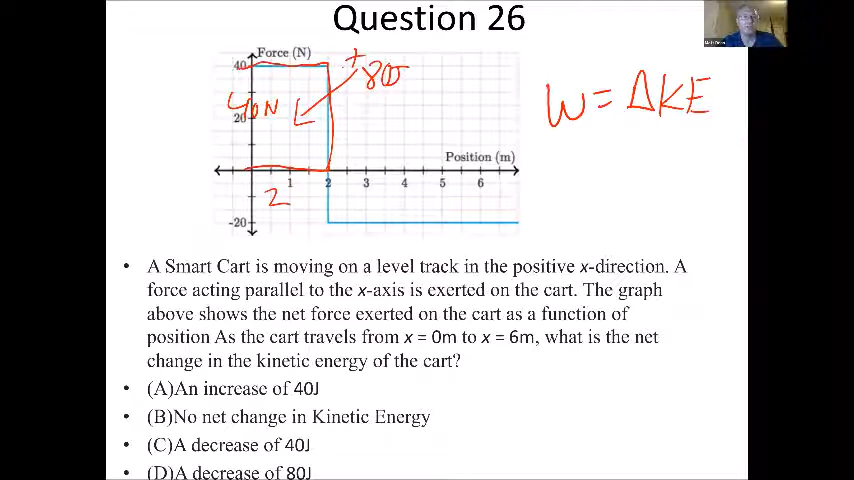 Question 26
Force (N)
40
+
80J
40N
20
W = ΔKE
Position (m)
1 2 3 4 5 6
2
-20
• A Smart Cart is moving on a level track in the positive x-direction. A
force acting parallel to the x-axis is exerted on the cart. The graph
above shows the net force exerted on the cart as a function of
position As the cart travels from x = 0m to x = 6m, what is the net
change in the kinetic energy of the cart?
• (A)An increase of 40J
• (B)No net change in Kinetic Energy
• (C)A decrease of 40J
• (D)A decrease of 80J